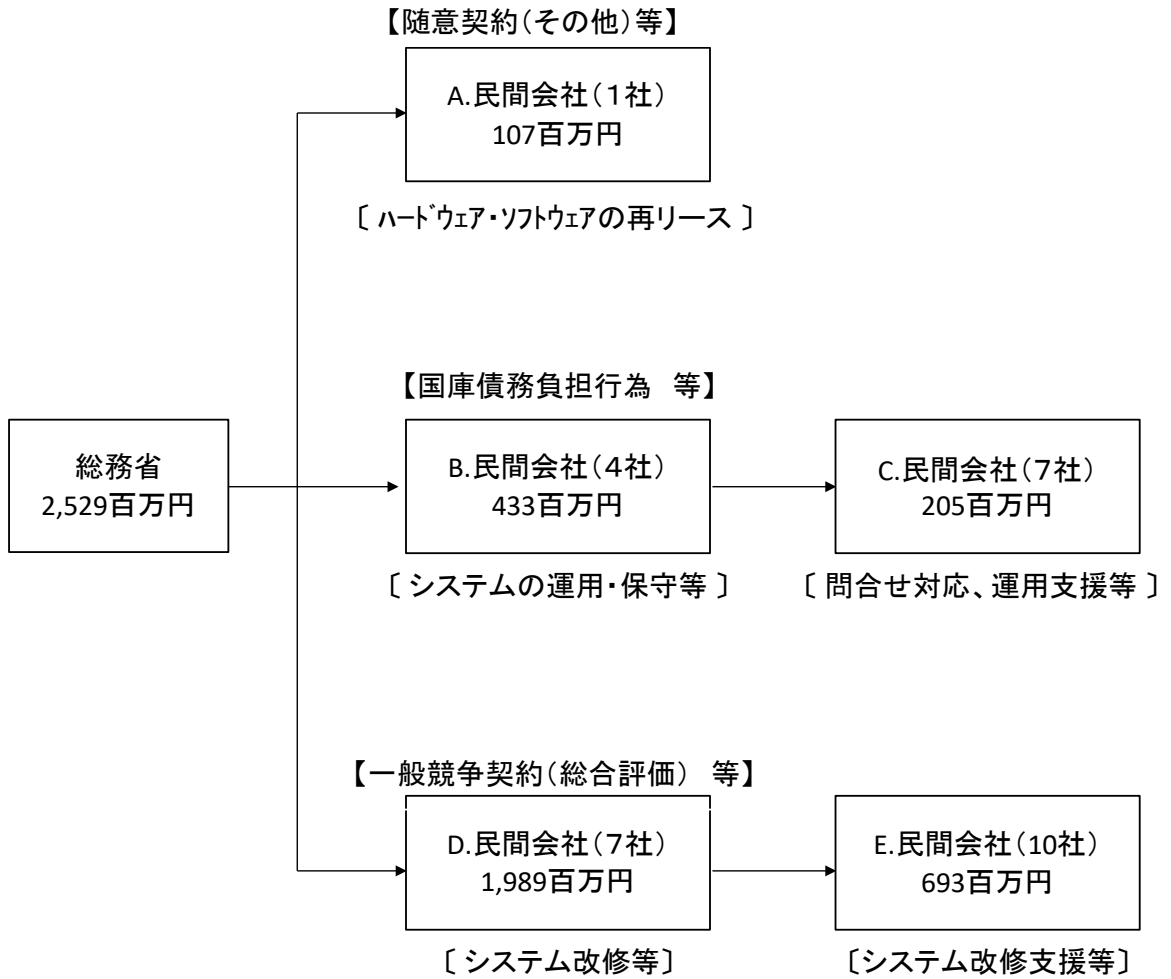 【随意契約（その他）等】
A.民間会社（１社）
107百万円
〔 ﾊｰﾄﾞｳｪｱ・ｿﾌﾄｳｪｱの再リース 〕
【国庫債務負担行為　等】
総務省
2,529百万円
B.民間会社（４社）
433百万円
C.民間会社（７社）
205百万円
〔 システムの運用・保守等 〕
〔 問合せ対応、運用支援等 〕
【一般競争契約（総合評価）　等】
D.民間会社（７社）
1,989百万円
E.民間会社（10社）
693百万円
〔 システム改修等〕
〔システム改修支援等〕